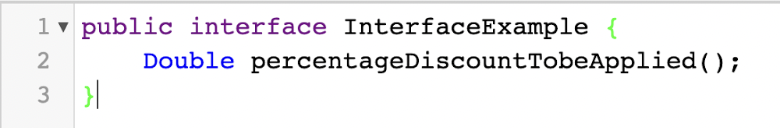 1 public interface InterfaceExample {
2 Double percentageDiscountTobeApplied();
3 }